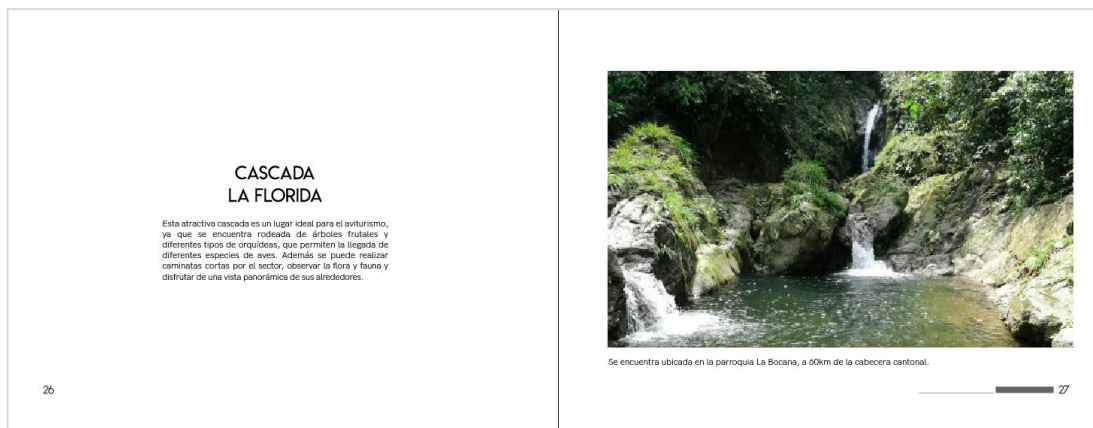 CASCADA
LA FLORIDA
Esta atractiva cascada es un lugar ideal para el aviturismo,
ya que se encuentra rodeada de árboles frutales y
diferentes tipos de orquídeas, que permiten la llegada de
diferentes especies de aves. Además se puede realizar
caminatas cortas por el sector, observar la flora y fauna y
disfrutar de una vista panorámica de sus alrededores.
26
Se encuentra ubicada en la parroquia La Bocana, a 60km de la cabecera cantonal.
27